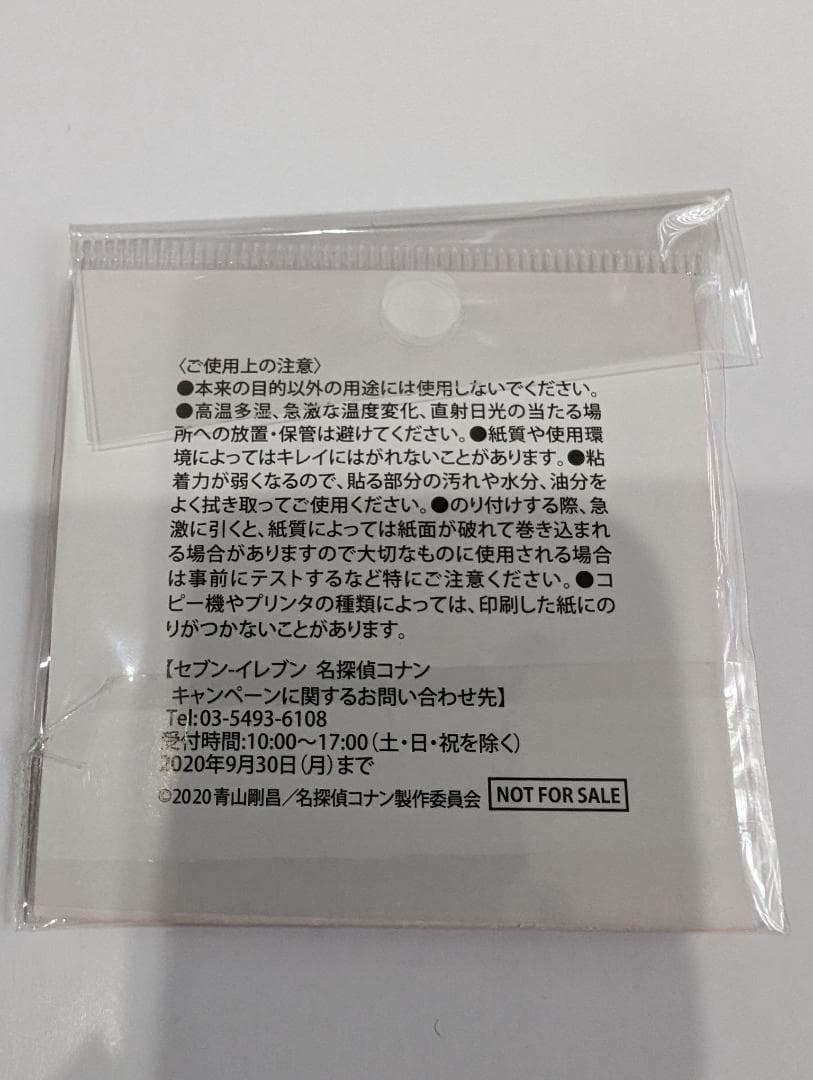 〈ご使用上の注意〉
●本来の目的以外の用途には使用しないでください。
●高温多湿、急激な温度変化、直射日光の当たる場
所への放置・保管は避けてください。●紙質や使用環
境によってはキレイにはがれないことがあります。●粘
着力が弱くなるので、貼る部分の汚れや水分、油分を
よく拭き取ってご使用ください。●のり付けする際、急
激に引くと、紙質によっては紙面が破れて巻き込まれ
る場合がありますので大切なものに使用される場合
は事前にテストするなど特にご注意ください。●コ
ピー機やプリンタの種類によっては、印刷した紙にの
りがつかないことがあります。
【セブン-イレブン 名探偵コナン
キャンペーンに関するお問い合わせ先】
Tel:03-5493-6108
受付時間:10:00〜17:00(土・日・祝を除く)
2020年9月30日(月)まで
©2020 青山剛昌／名探偵コナン製作委員会 NOT FOR SALE